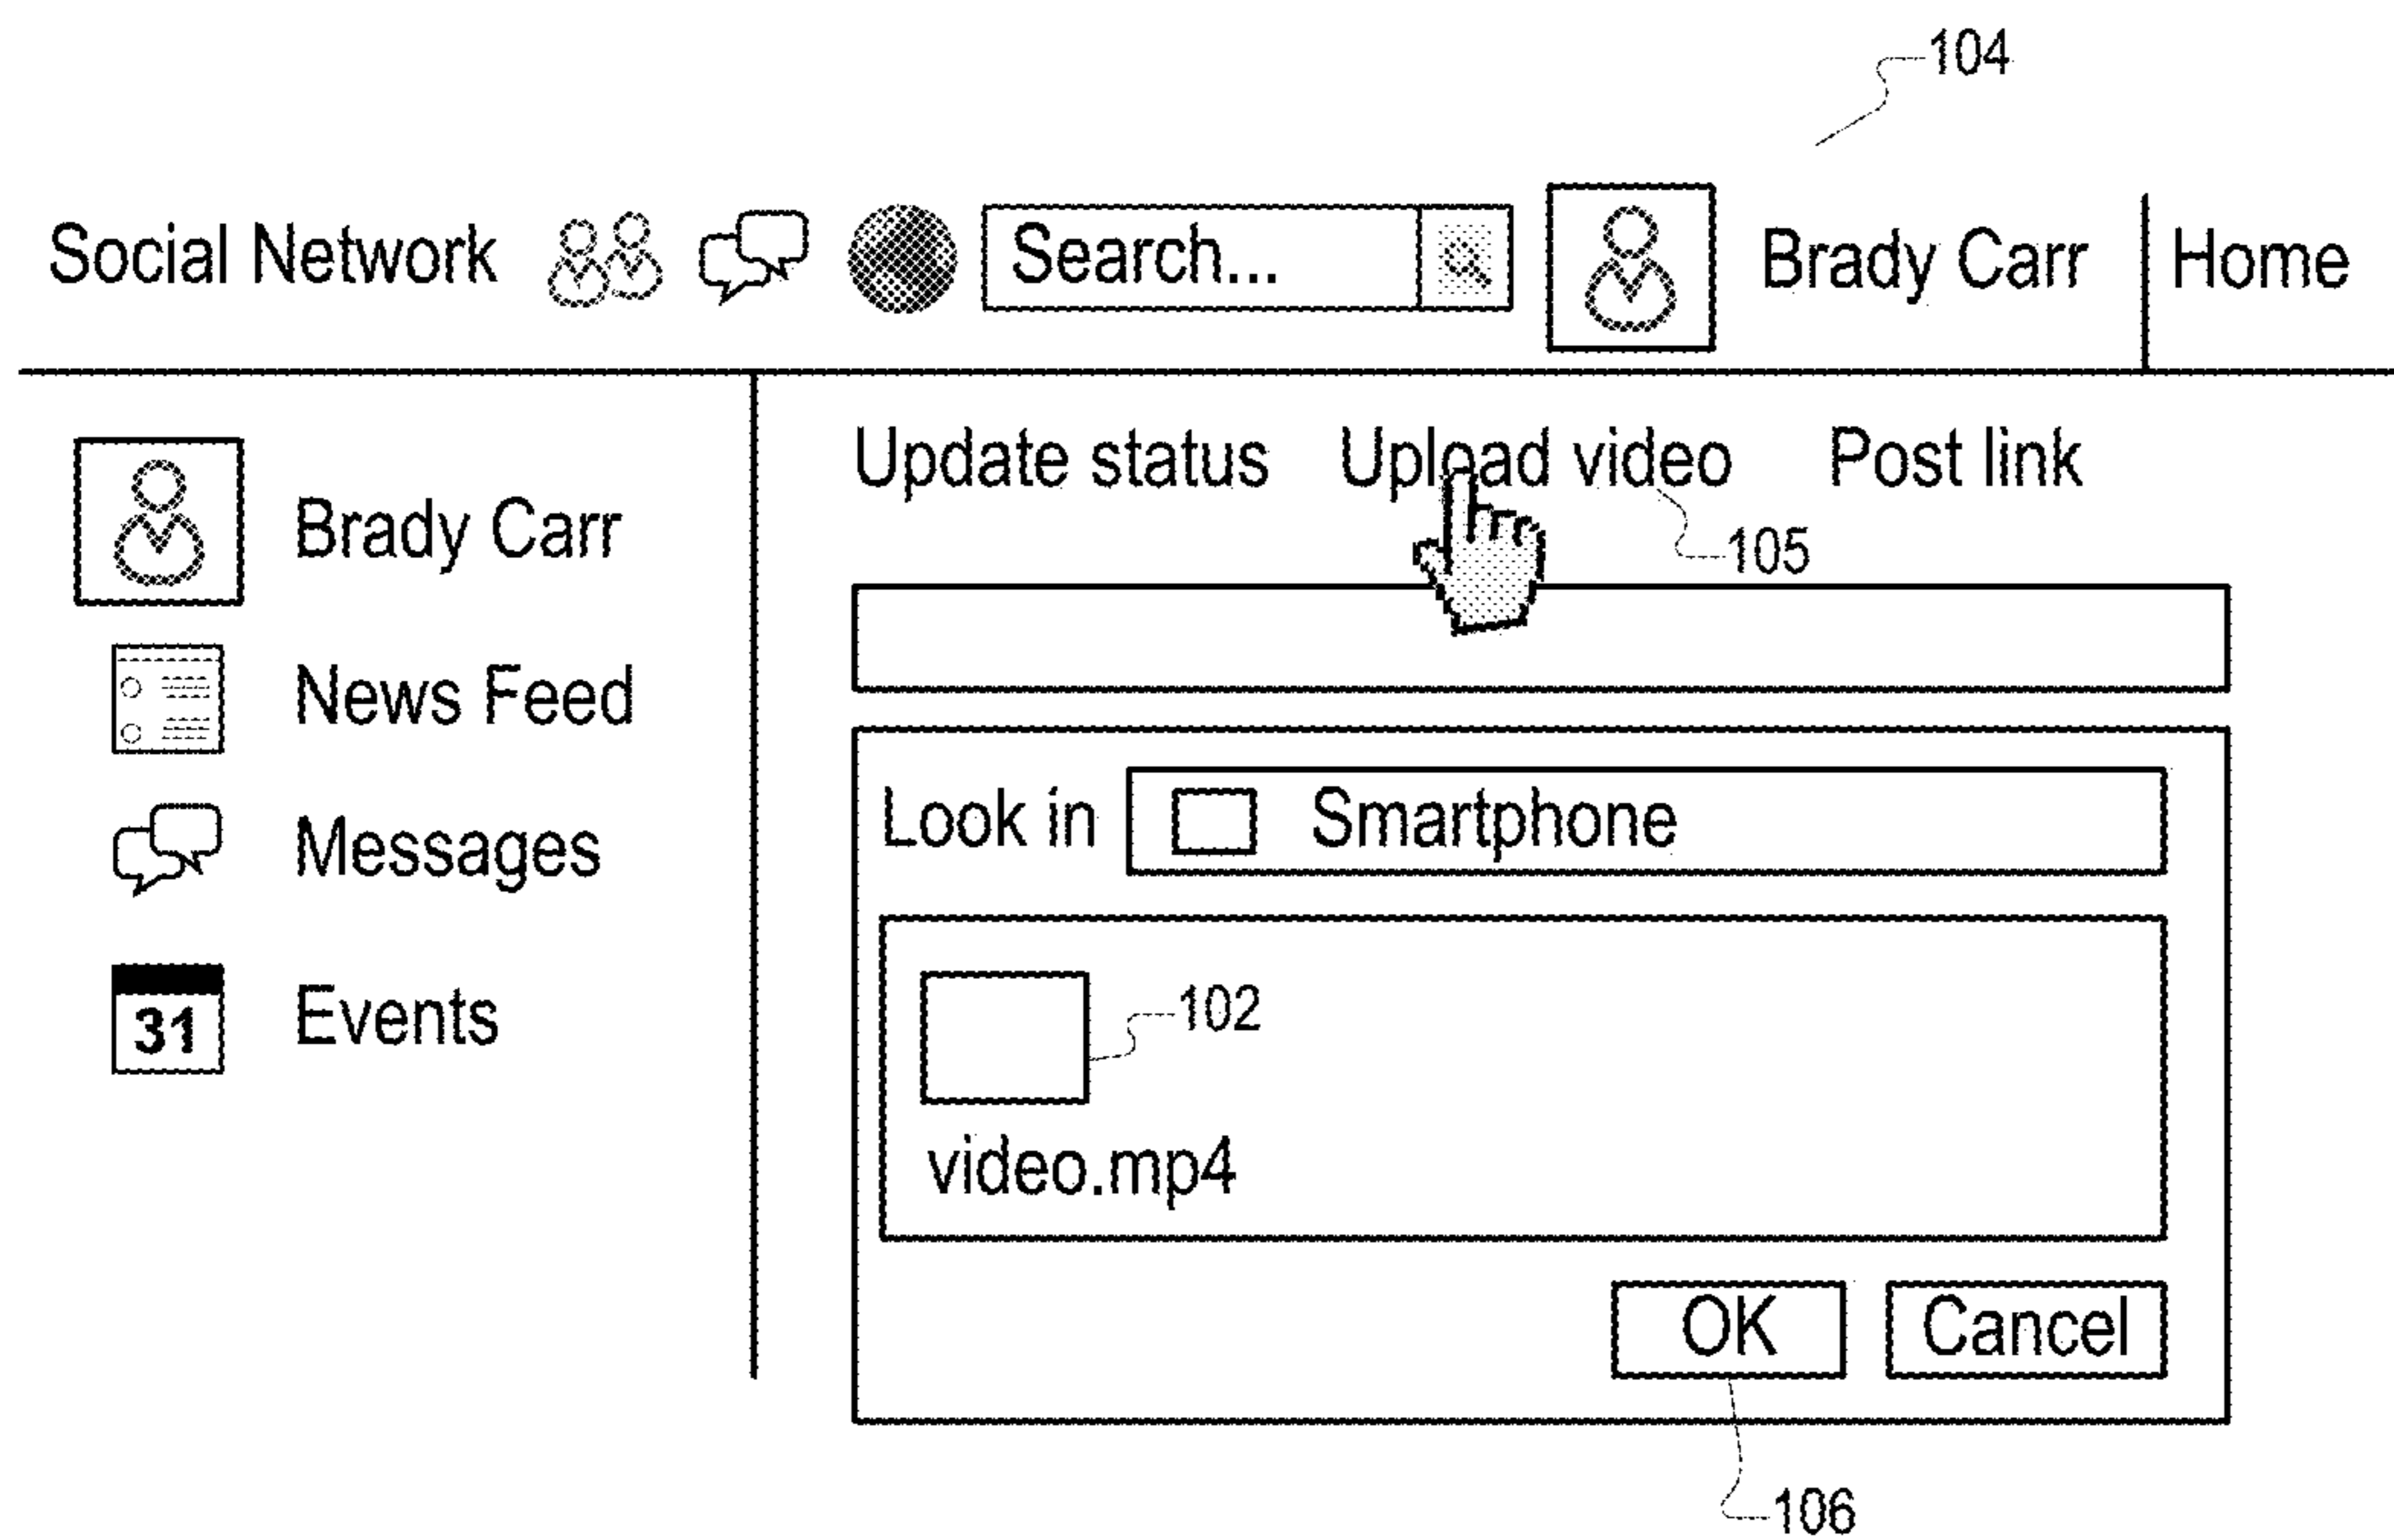 104
Social Network Search... Brady Carr Home
Update status Upload video Post link
105
Brady Carr
News Feed
Messages
31 Events
Look in Smartphone
102
video.mp4
OK Cancel
106